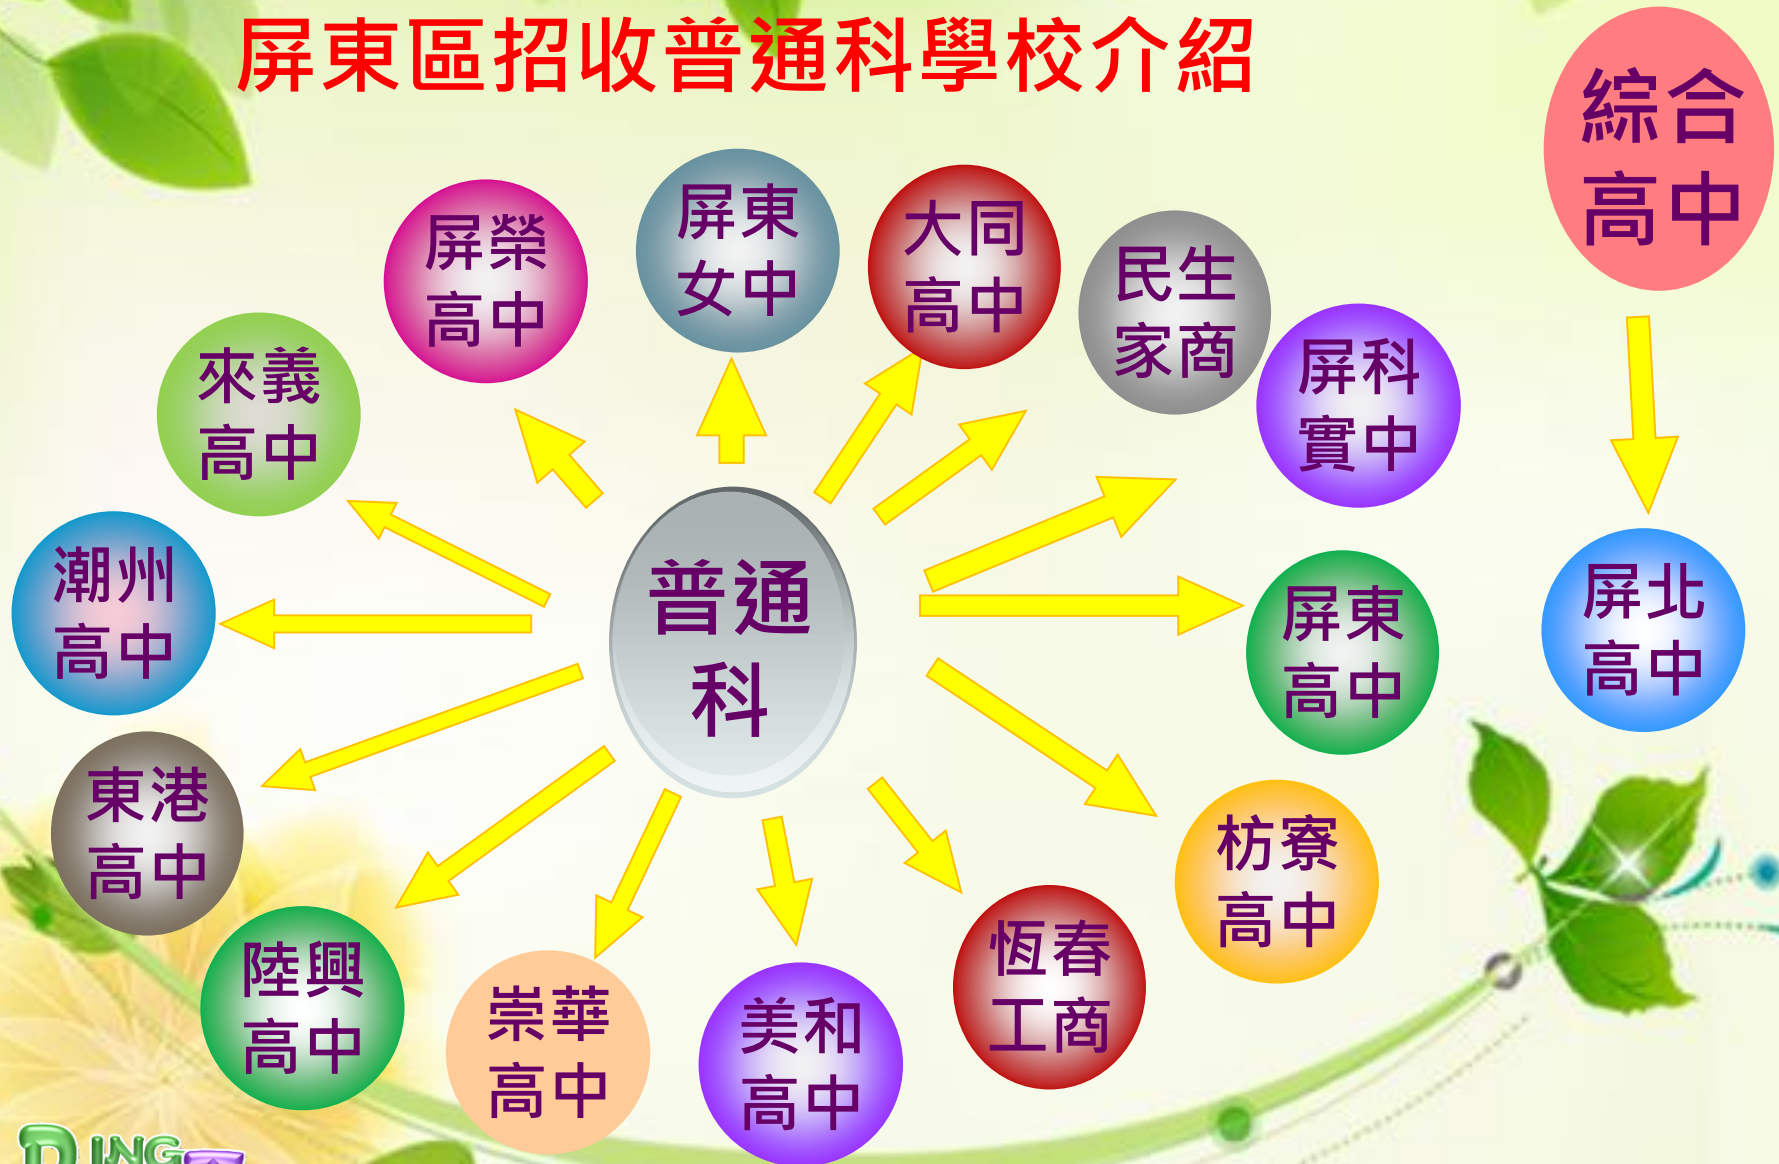 屏東區招收普通科學校介紹
綜合
高中
屏東
女中
大同
高中
屏榮
高中
民生
家商
屏科
實中
來義
高中
潮州
高中
普通
科
屏東
高中
屏北
高中
東港
高中
枋寮
高中
陸興
高中
恆春
工商
崇華
高中
美和
高中
DING